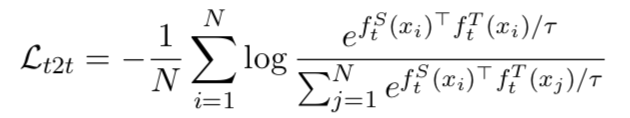 $\mathcal{L}_{t2t} = -\frac{1}{N} \sum_{i=1}^{N} \log \frac{e^{f_t^S(x_i)^\top f_t^T(x_i)/\tau}}{\sum_{j=1}^{N} e^{f_t^S(x_i)^\top f_t^T(x_j)/\tau}}$